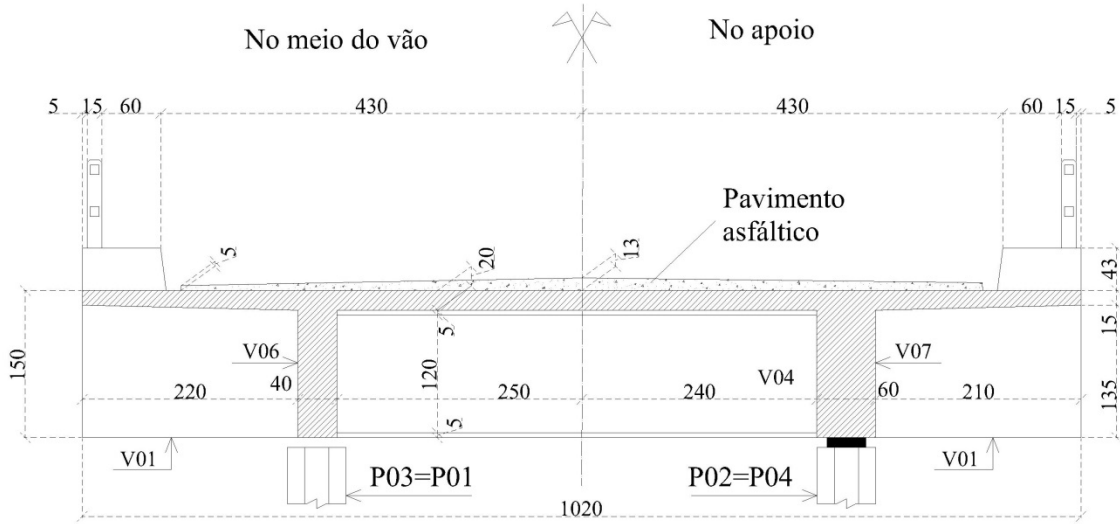 No meio do vão
No apoio
5 15 60 430 430 60 15 5
Pavimento
asfáltico
5
20
13
43
15
5
V06
V07
150
120
40
V04
60
220 250 240 210
135
5
V01
V01
P03=P01
P02=P04
1020